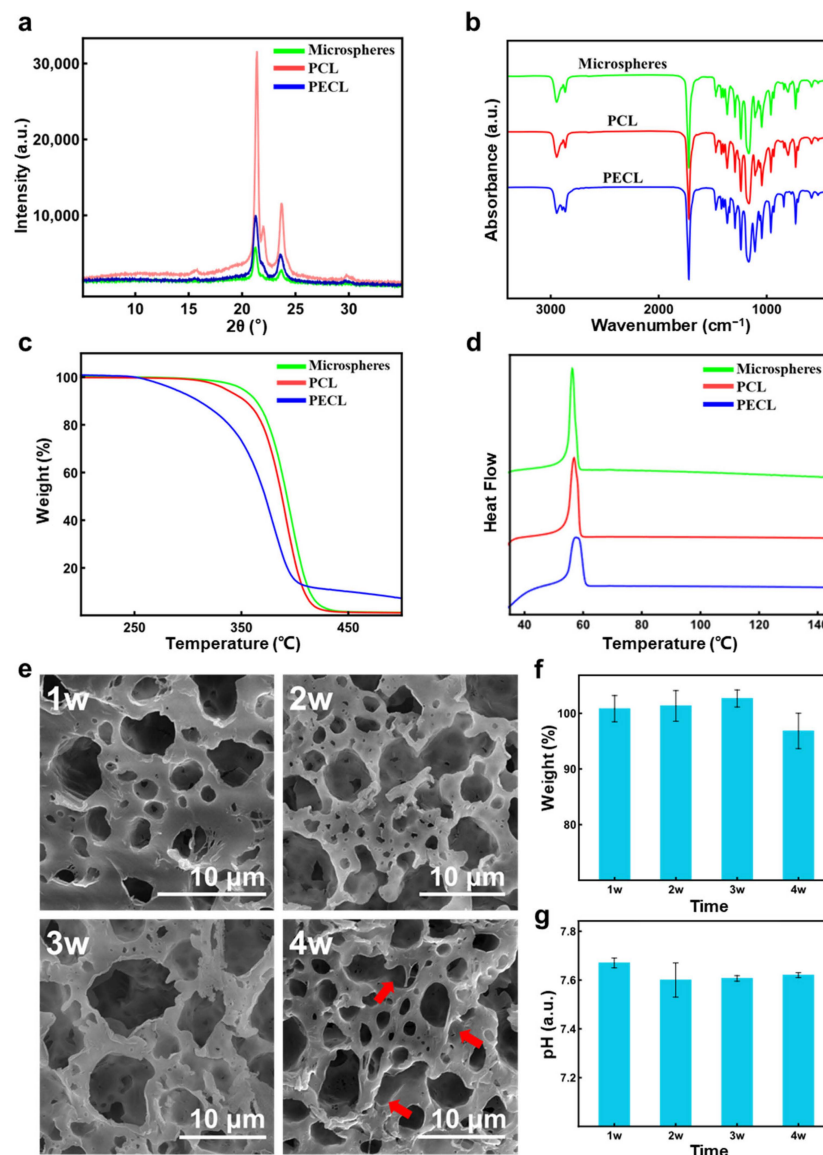 a
Microspheres
PCL
PECL
30,000
20,000
10,000
Intensity (a.u.)
10
15
20
25
30
2θ (°)
b
Microspheres
PCL
PECL
Absorbance (a.u.)
3000
2000
1000
Wavenumber (cm⁻¹)
c
Microspheres
PCL
PECL
100
80
60
40
20
Weight (%)
250
350
450
Temperature (℃)
d
Microspheres
PCL
PECL
Heat Flow
40
60
80
100
120
140
Temperature (℃)
e
1w
10 μm
2w
10 μm
3w
10 μm
4w
10 μm
f
100
90
80
Weight (%)
1w
2w
3w
4w
Time
g
7.8
7.6
7.4
7.2
pH (a.u.)
1w
2w
3w
4w
Time